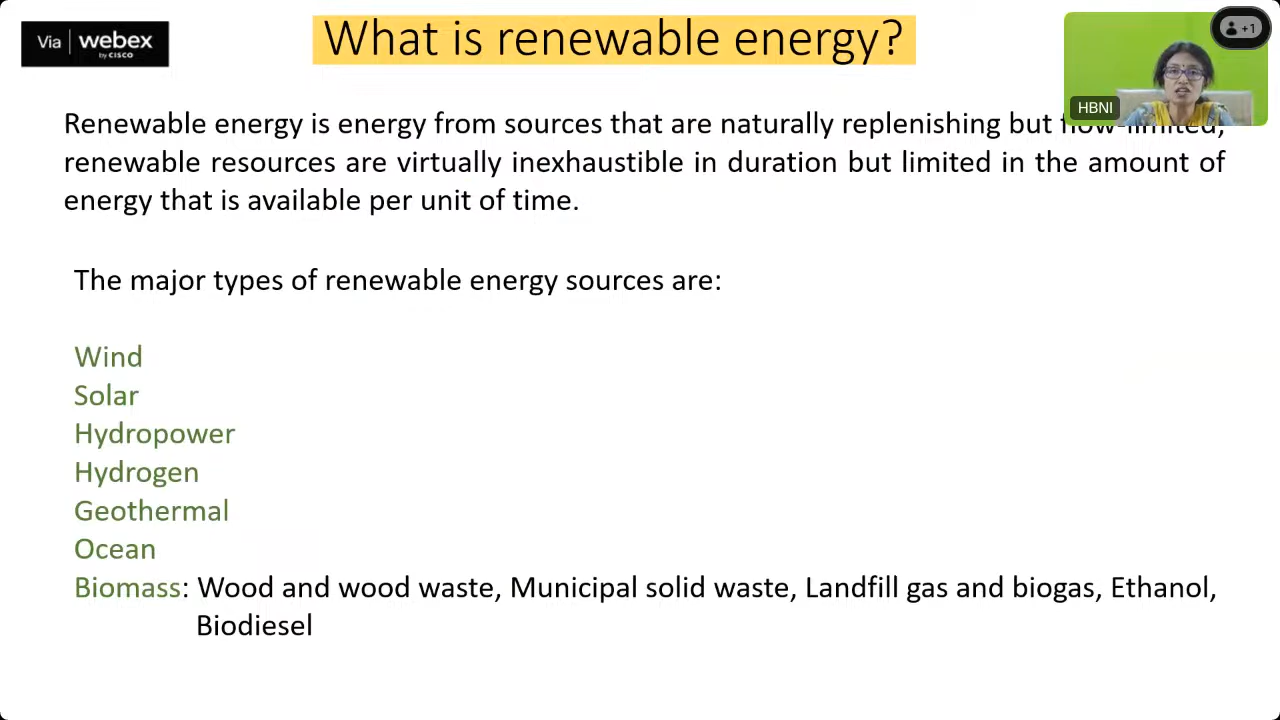 Via webex
by CISCO
What is renewable energy?
+1
HBNI
Renewable energy is energy from sources that are naturally replenishing but flow-limited;
renewable resources are virtually inexhaustible in duration but limited in the amount of
energy that is available per unit of time.
The major types of renewable energy sources are:
Wind
Solar
Hydropower
Hydrogen
Geothermal
Ocean
Biomass: Wood and wood waste, Municipal solid waste, Landfill gas and biogas, Ethanol,
Biodiesel